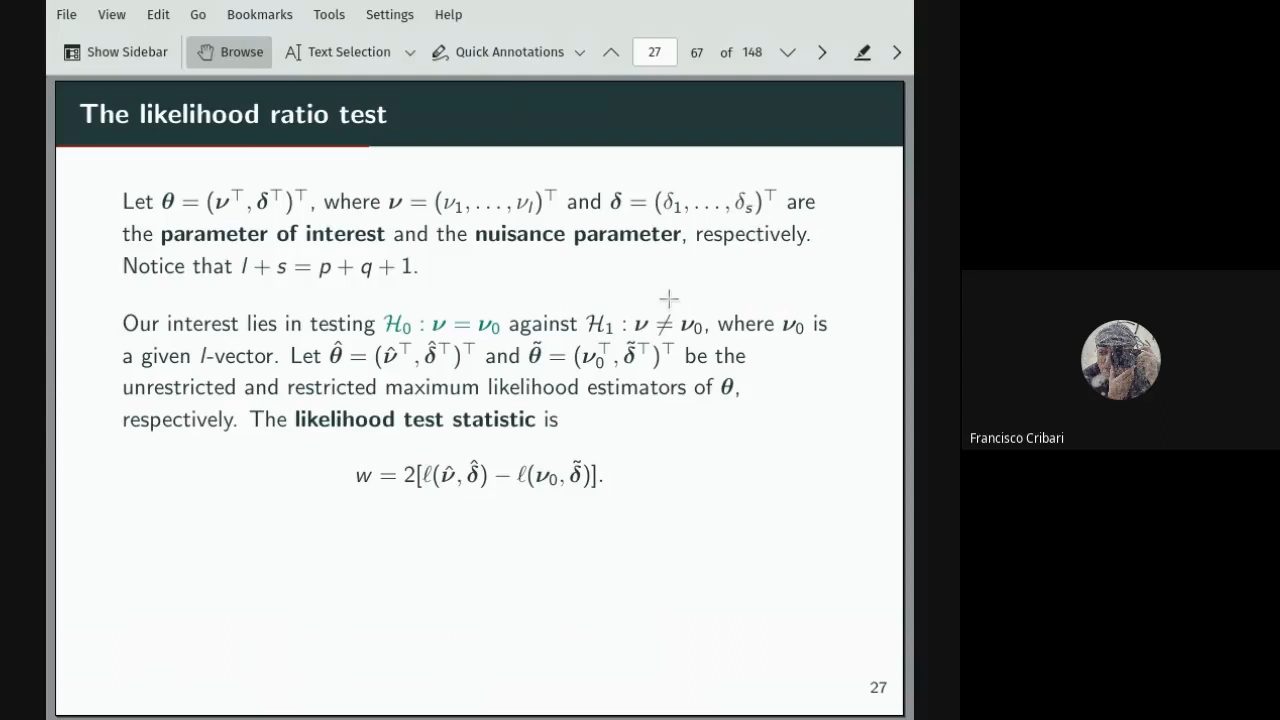 File View Edit Go Bookmarks Tools Settings Help
Show Sidebar Browse Text Selection Quick Annotations 27 67 of 148
The likelihood ratio test
Let θ = (ν⊤, δ⊤)⊤, where ν = (ν₁, . . . , νₗ)⊤ and δ = (δ₁, . . . , δₛ)⊤ are
the parameter of interest and the nuisance parameter, respectively.
Notice that l + s = p + q + 1.
Our interest lies in testing ℋ₀ : ν = ν₀ against ℋ₁ : ν ≠ ν₀, where ν₀ is
a given l-vector. Let θ̂ = (ν̂⊤, δ̂⊤)⊤ and θ̃ = (ν₀⊤, δ̃⊤)⊤ be the
unrestricted and restricted maximum likelihood estimators of θ,
respectively. The likelihood test statistic is
w = 2[ℓ(ν̂, δ̂) − ℓ(ν₀, δ̃)].
27
Francisco Cribari